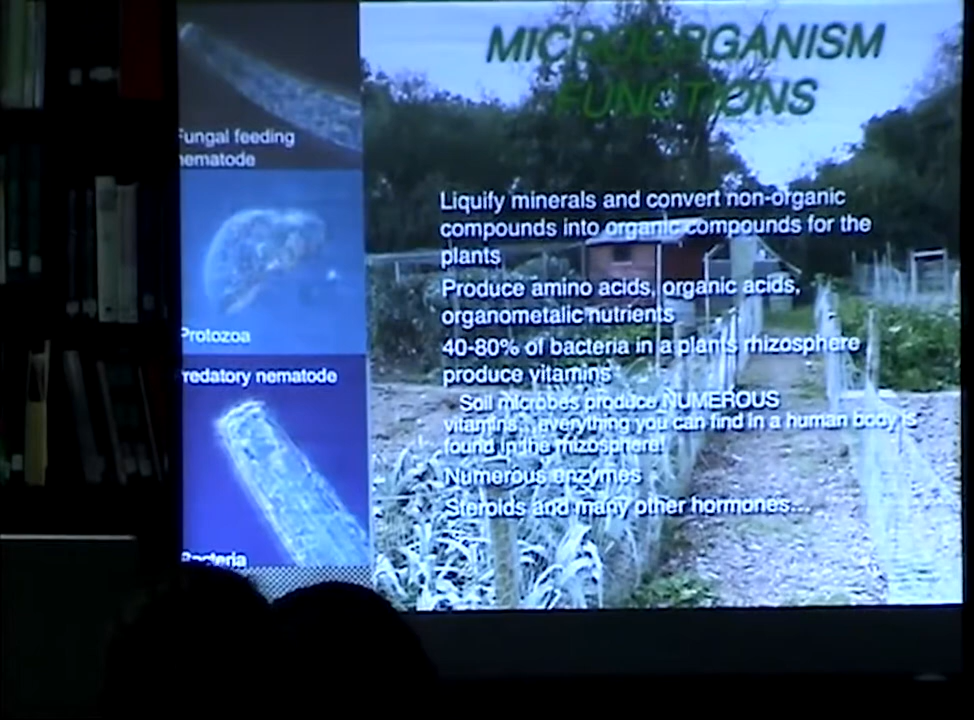 MICROORGANISM
FUNCTIONS
Fungal feeding
nematode
Protozoa
redatory nematode
Bacteria
Liquify minerals and convert non-organic
compounds into organic compounds for the
plants
Produce amino acids, organic acids,
organometalic nutrients
40-80% of bacteria in a plants rhizosphere
produce vitamins
Soil microbes produce NUMEROUS
vitamins...everything you can find in a human body is
found in the rhizosphere!
Numerous enzymes
Steroids and many other hormones...